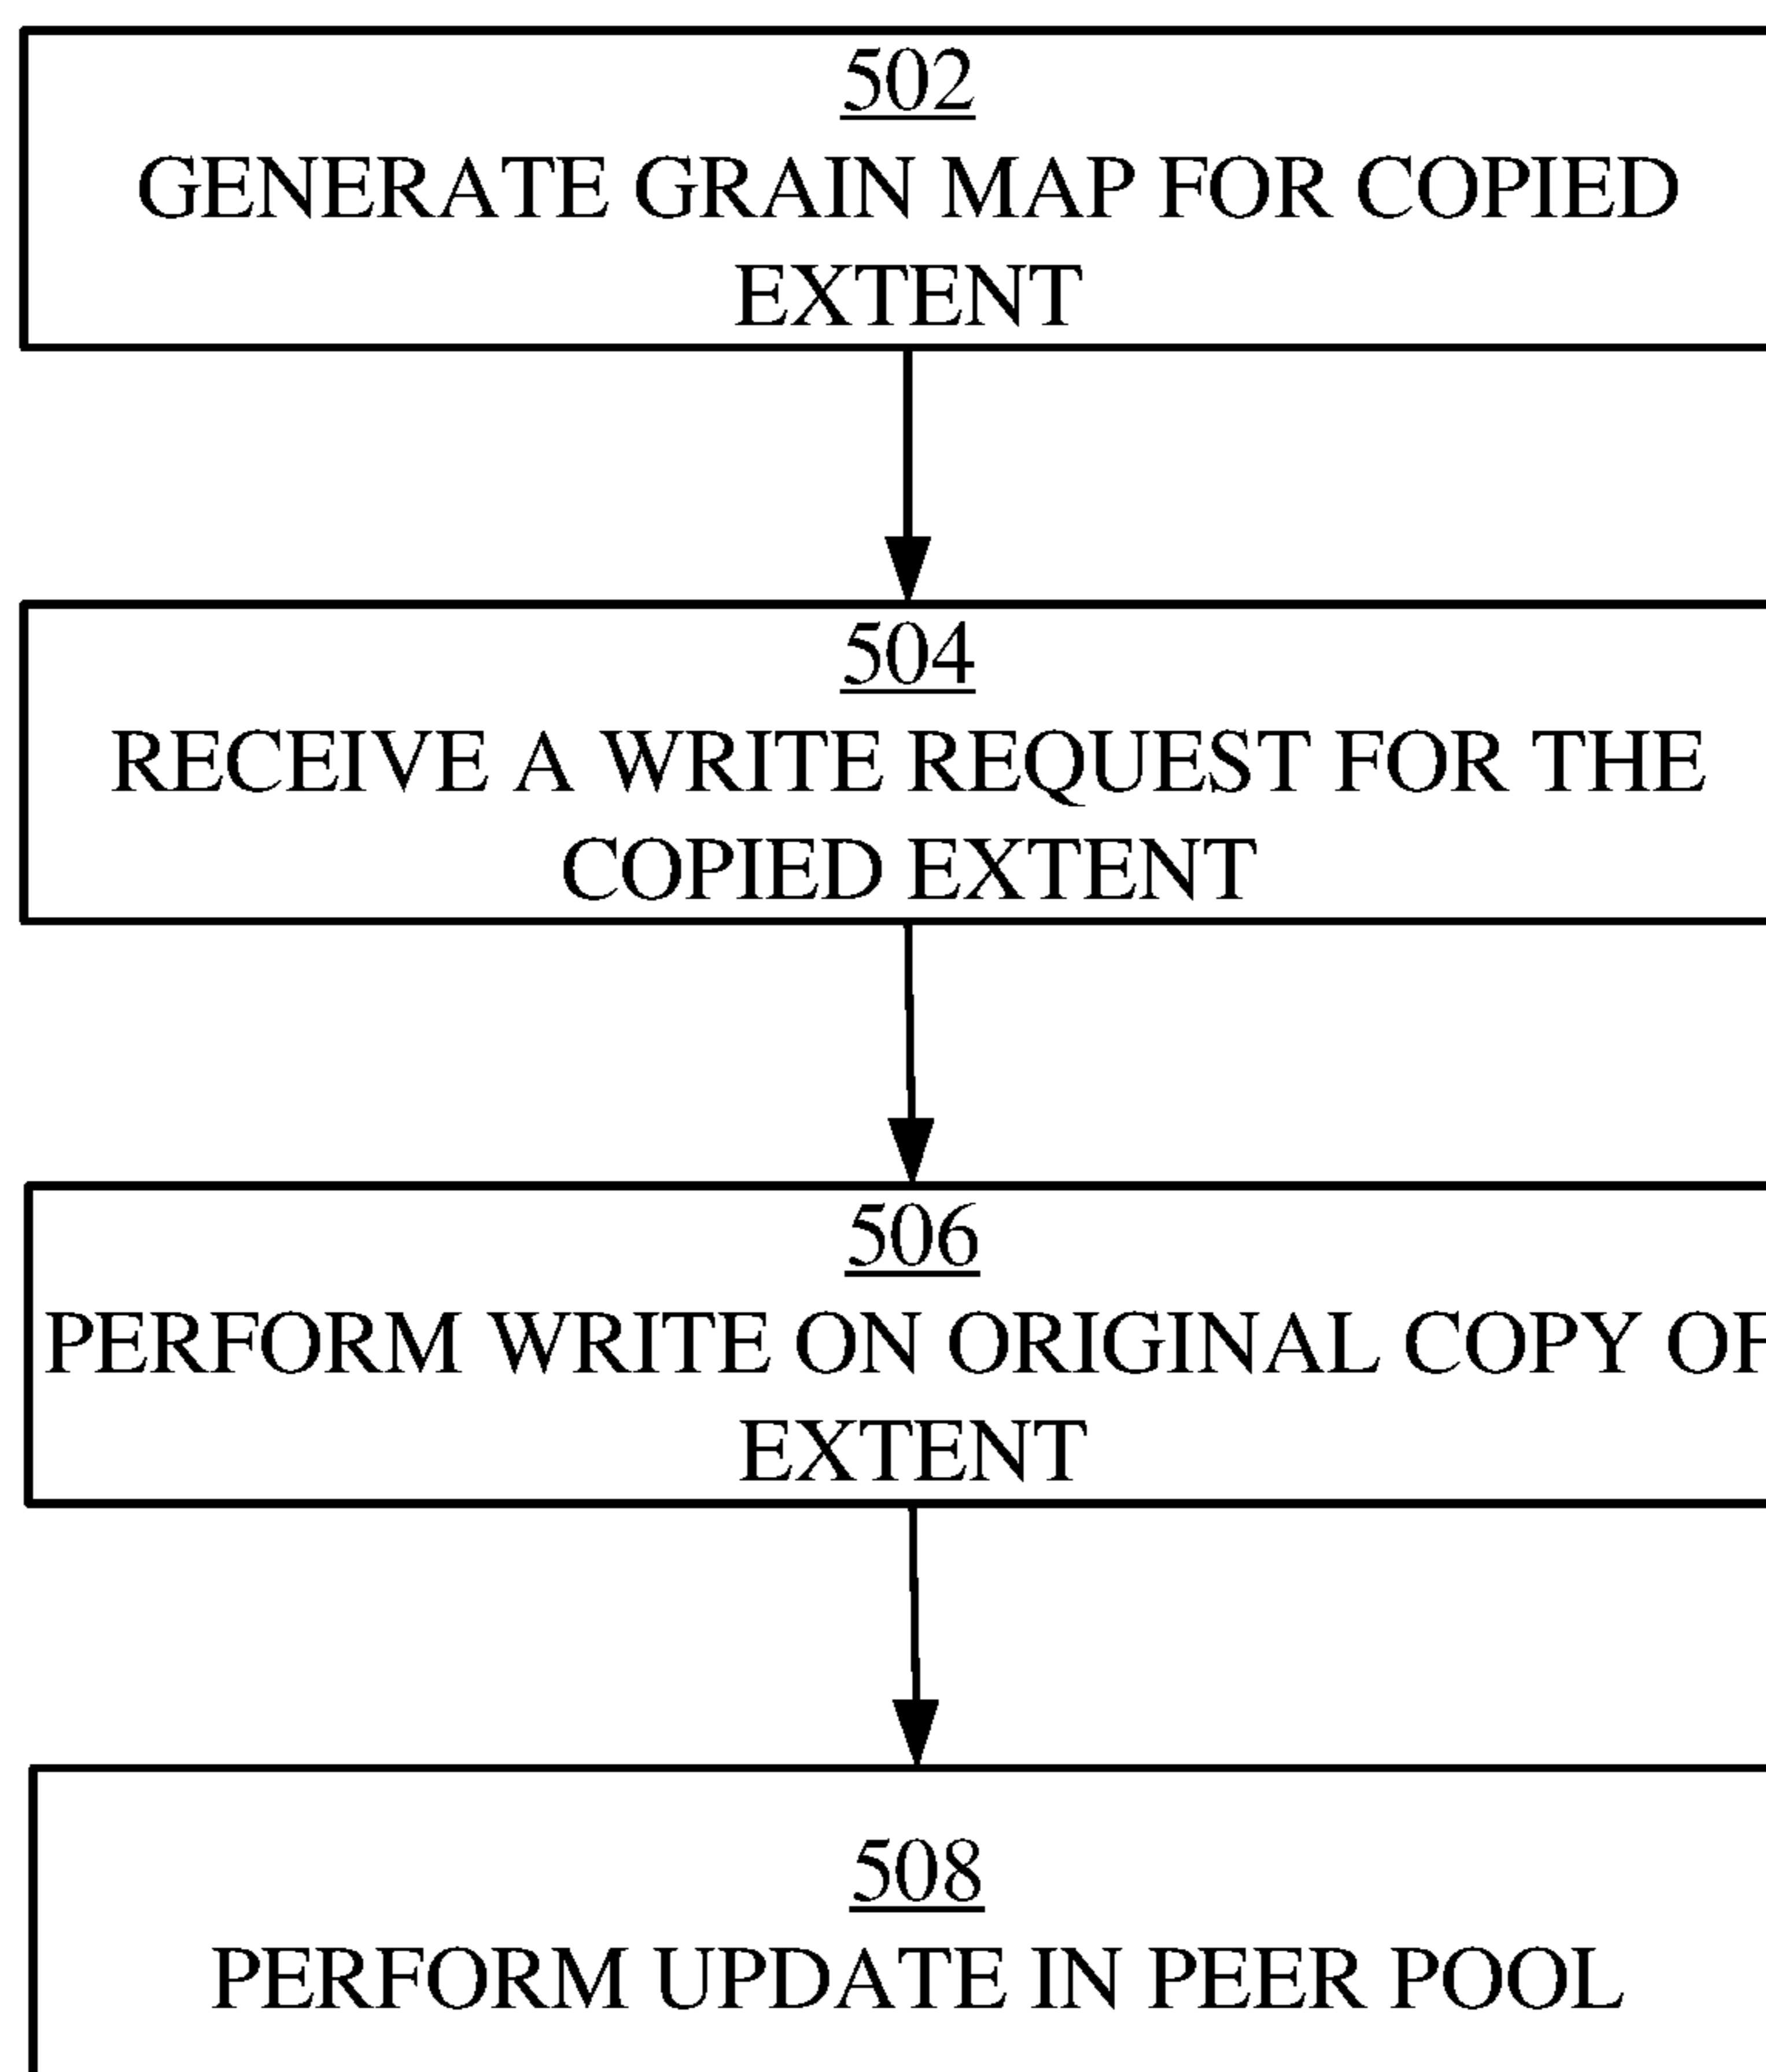 502
GENERATE GRAIN MAP FOR COPIED
EXTENT
504
RECEIVE A WRITE REQUEST FOR THE
COPIED EXTENT
506
PERFORM WRITE ON ORIGINAL COPY OF
EXTENT
508
PERFORM UPDATE IN PEER POOL